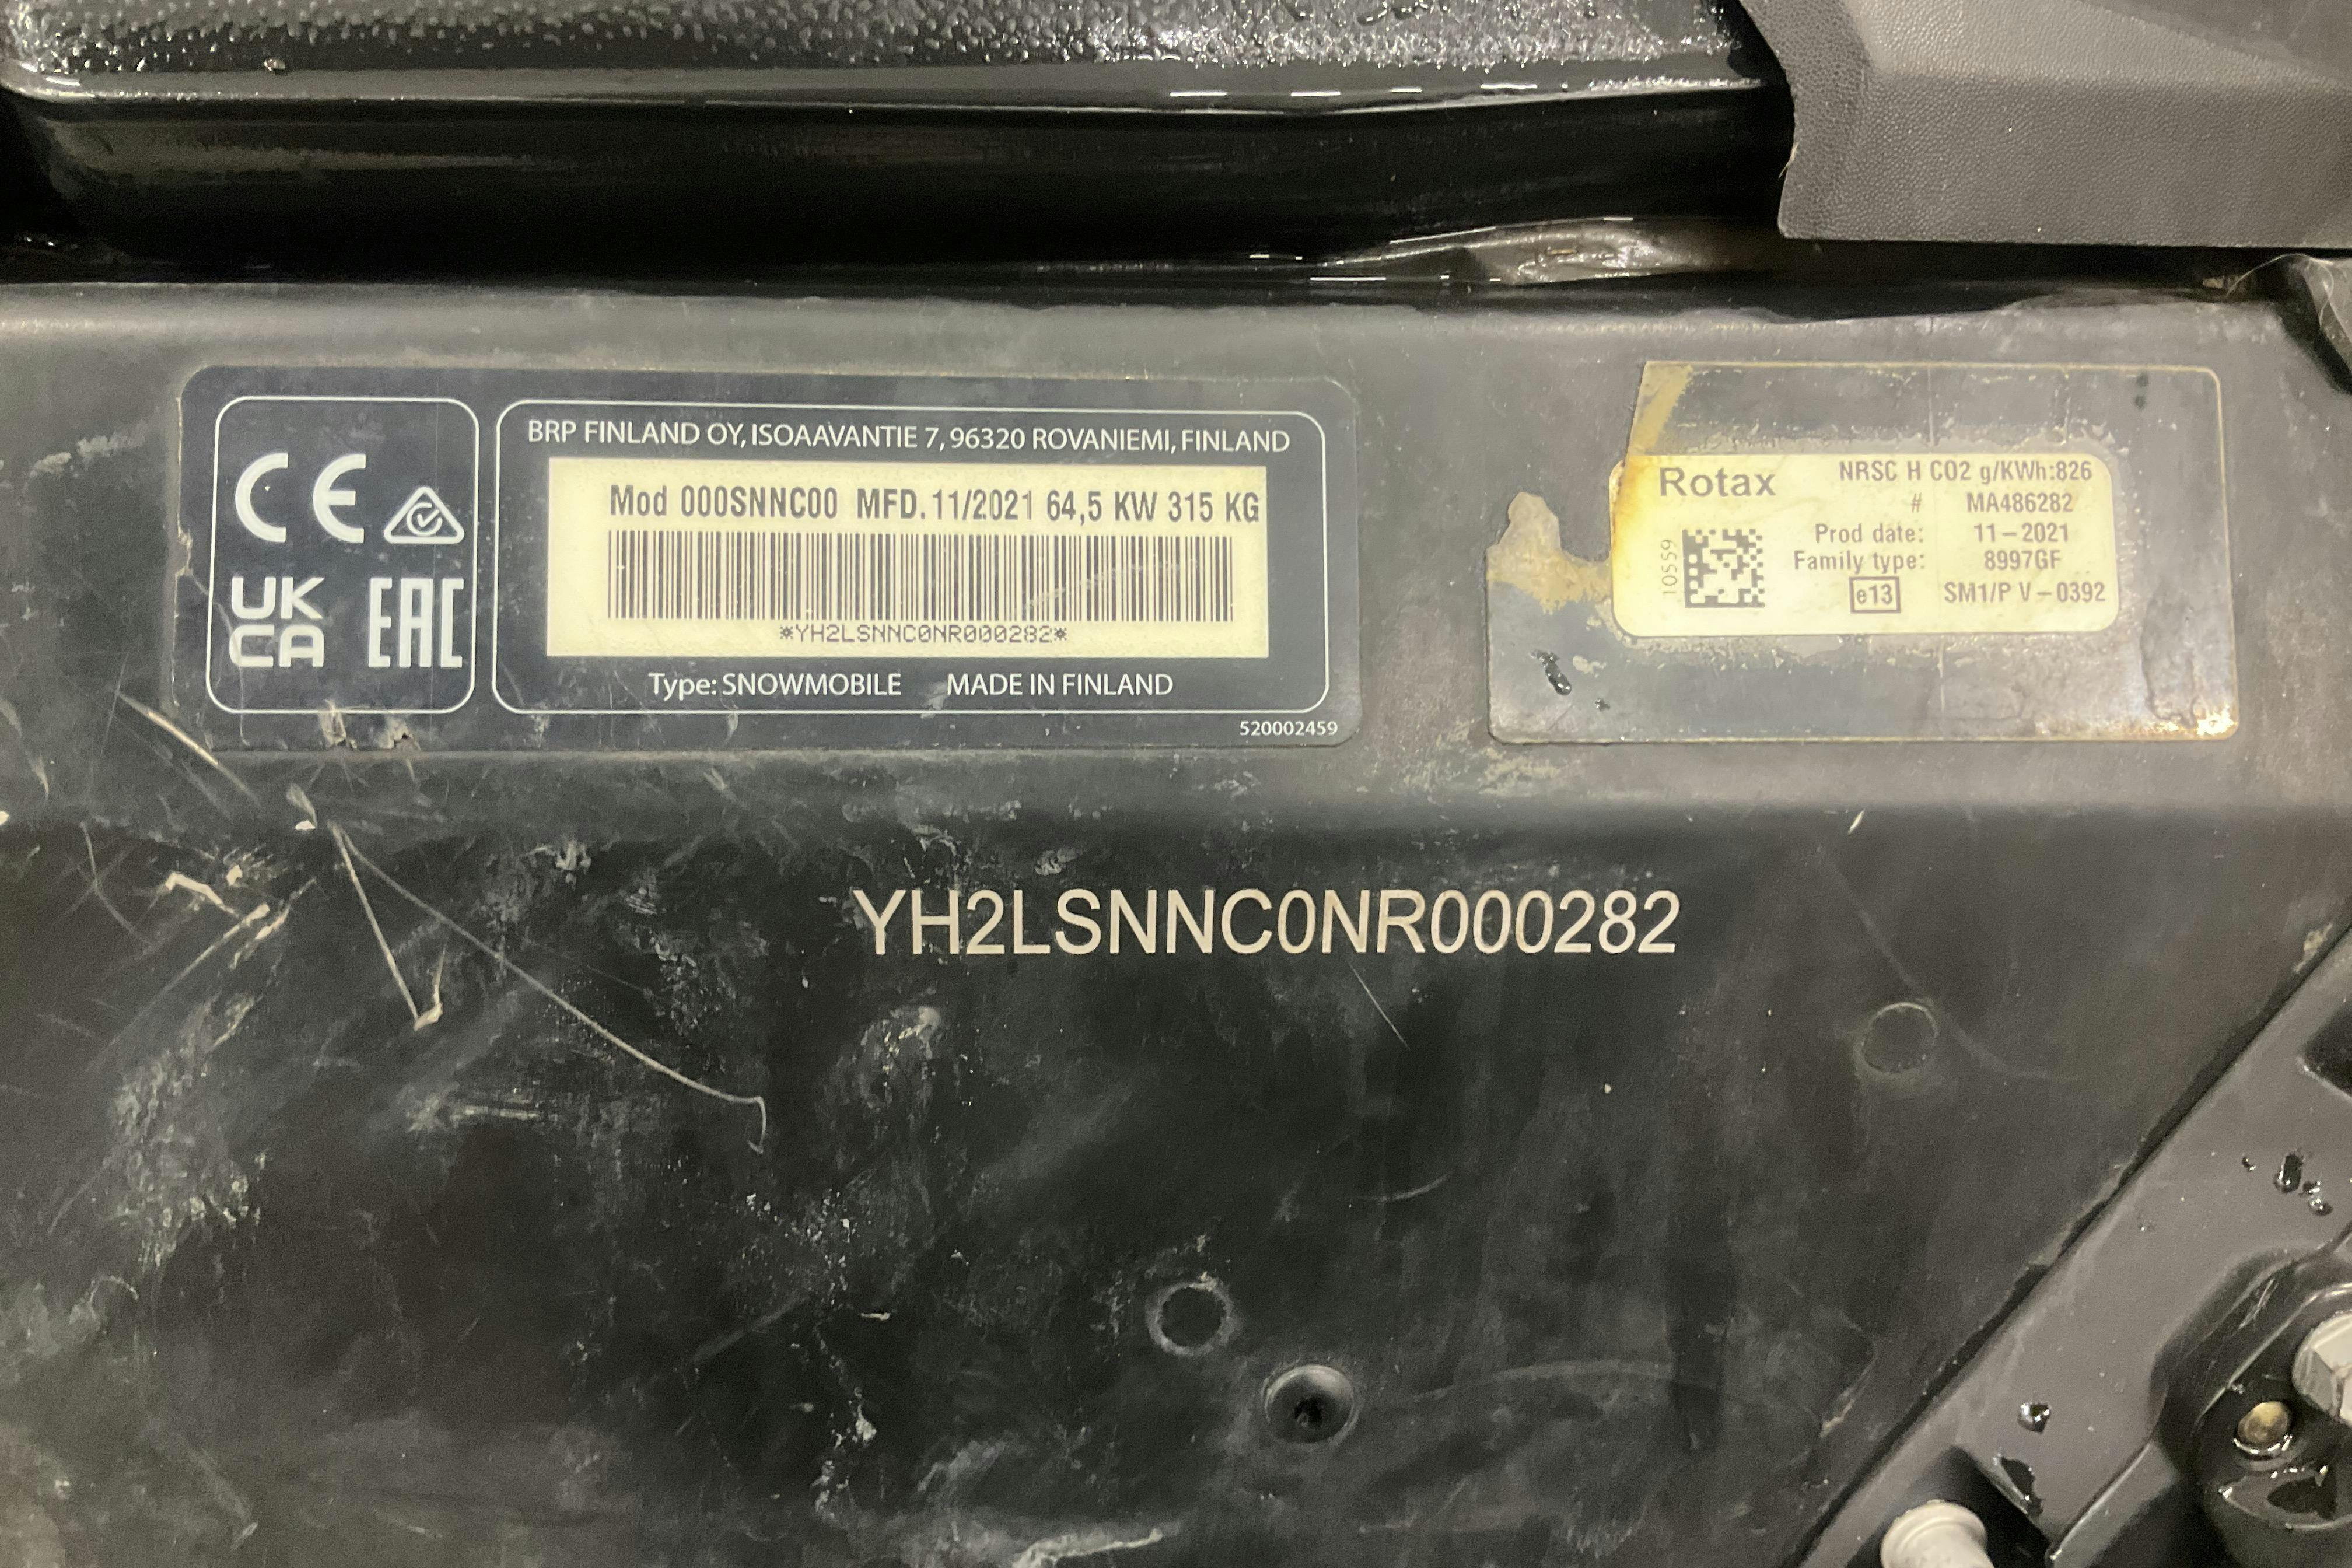 CE
UK
CA
EAC
BRP FINLAND OY, ISOAAVANTIE 7, 96320 ROVANIEMI, FINLAND
Mod 000SNNC00 MFD. 11/2021 64,5 KW 315 KG
*YH2LSNNC0NR000282*
Type: SNOWMOBILE MADE IN FINLAND
520002459
Rotax
10559
NRSC H CO2 g/KWh:826
# MA486282
Prod date: 11-2021
Family type: 8997GF
e13 SM1/P V-0392
YH2LSNNC0NR000282